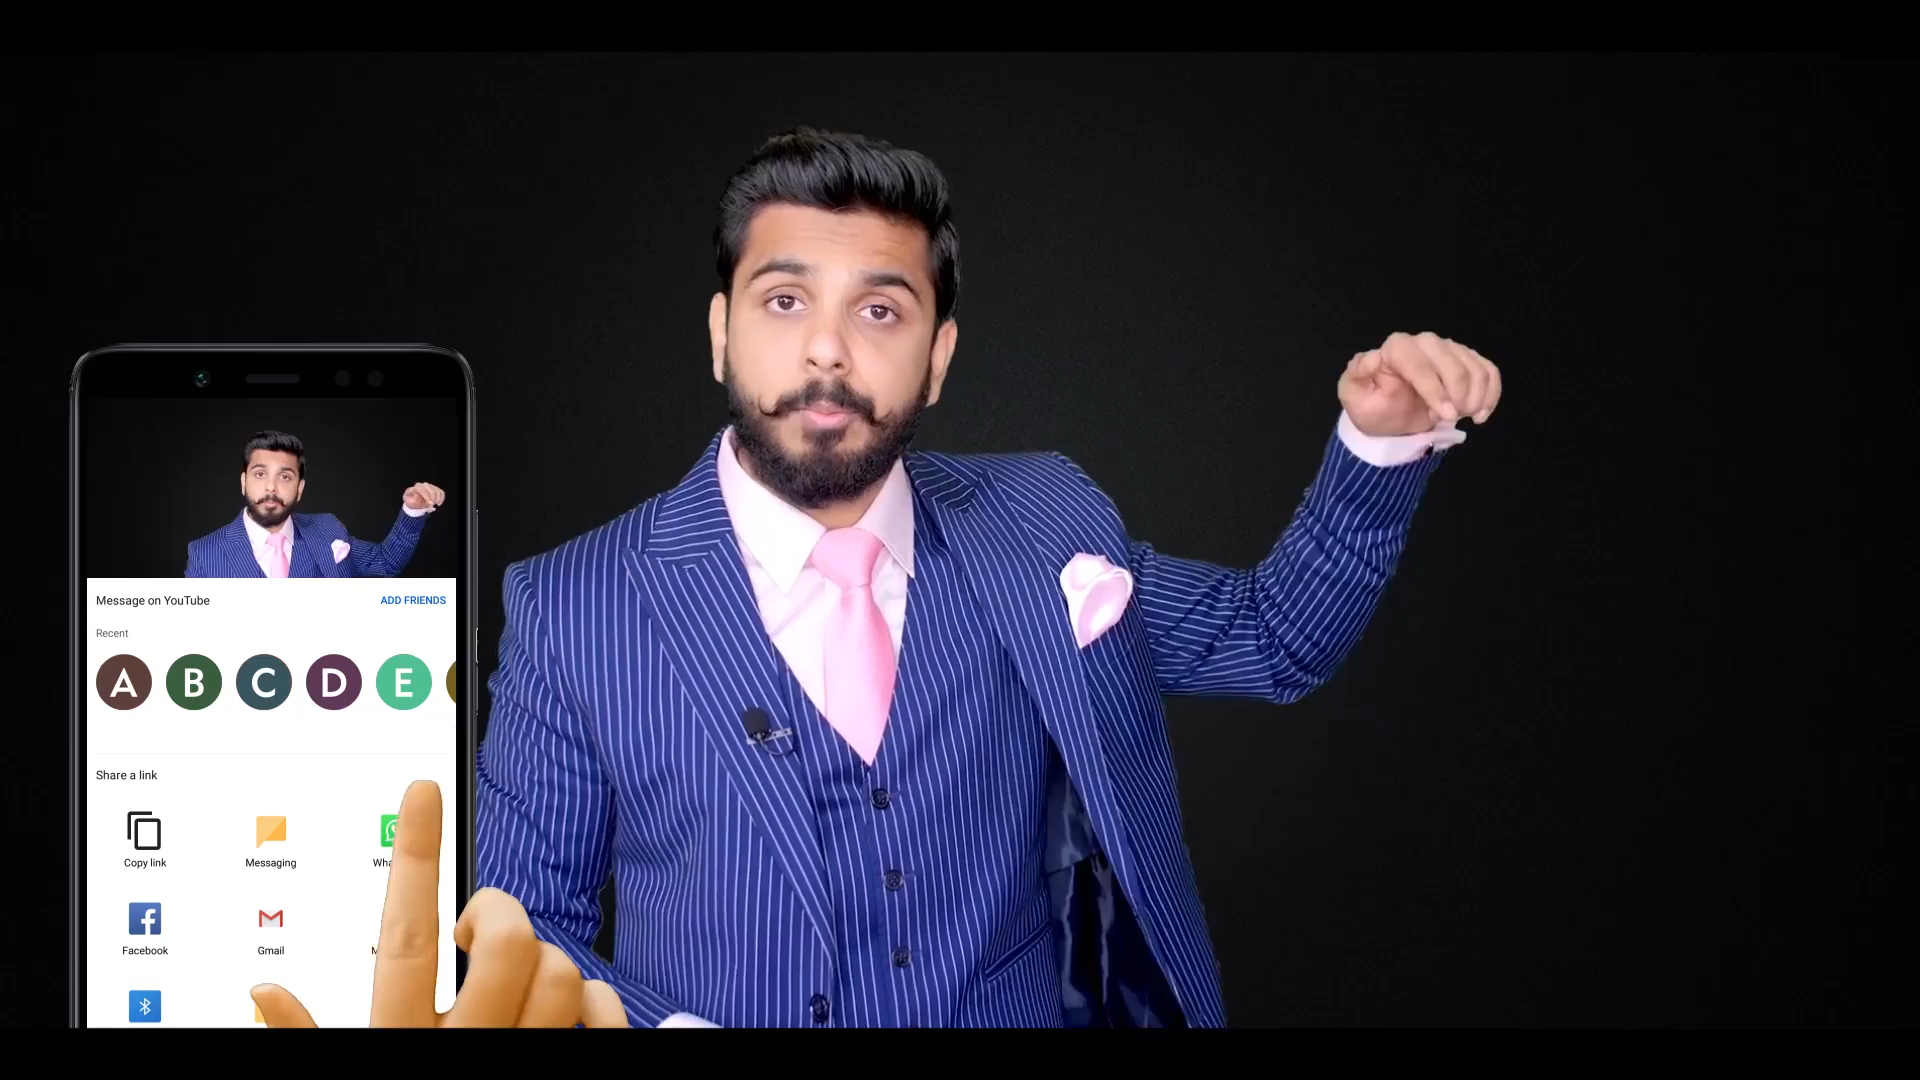 Message on YouTube
ADD FRIENDS
Recent
A B C D E
Share a link
Copy link
Messaging
Facebook
Gmail